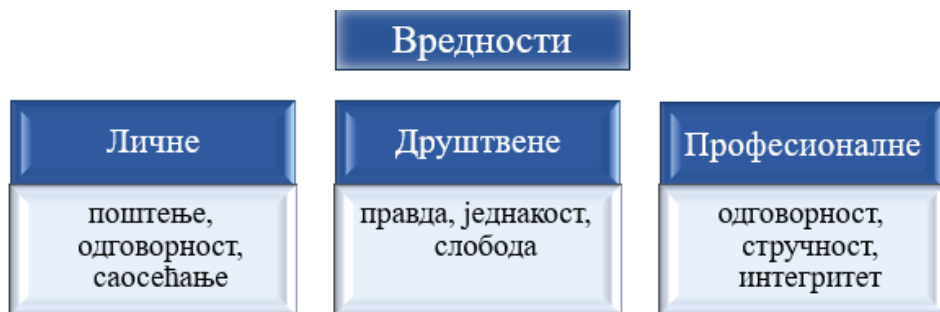 Вредности
Личне
поштење,
одговорност,
саосећање
Друштвене
правда, једнакост,
слобода
Професионалне
одговорност,
стручност,
интегритет